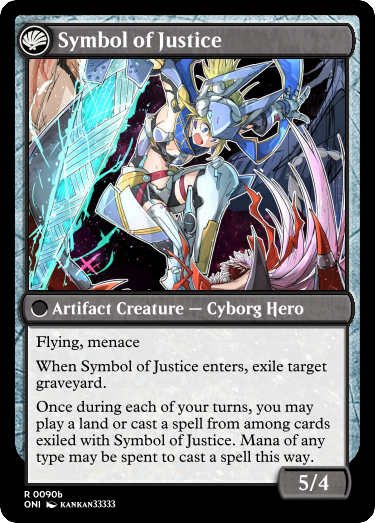 Symbol of Justice
Artifact Creature — Cyborg Hero
Flying, menace
When Symbol of Justice enters, exile target
graveyard.
Once during each of your turns, you may
play a land or cast a spell from among cards
exiled with Symbol of Justice. Mana of any
type may be spent to cast a spell this way.
5/4
R 0090b
ONI KANKAN33333